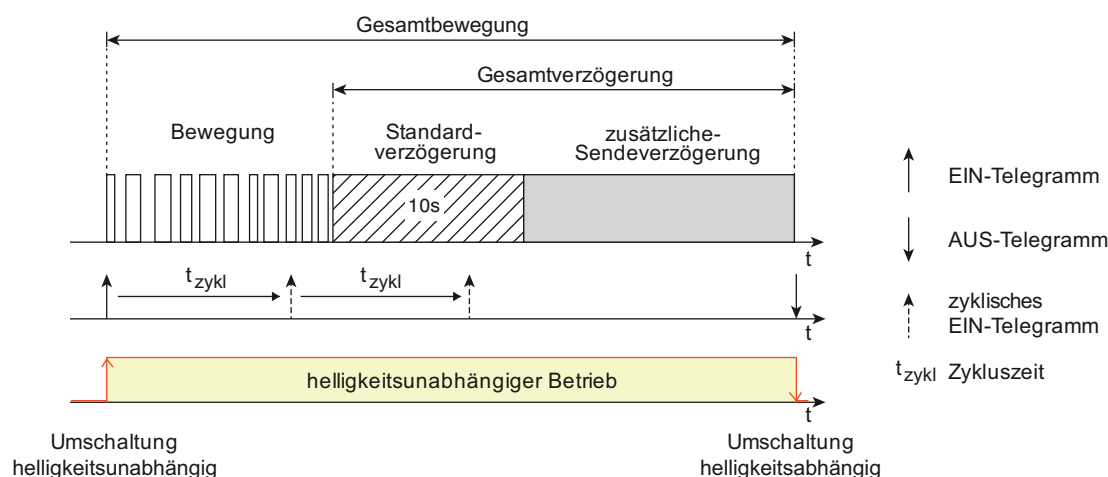 Gesamtbewegung
Gesamtverzögerung
Bewegung
Standard-
verzögerung
zusätzliche-
Sendeverzögerung
10s
t
EIN-Telegramm
AUS-Telegramm
zyklisches
EIN-Telegramm
tzykl Zykluszeit
tzykl
tzykl
t
helligkeitsunabhängiger Betrieb
t
Umschaltung
helligkeitsunabhängig
Umschaltung
helligkeitsabhängig